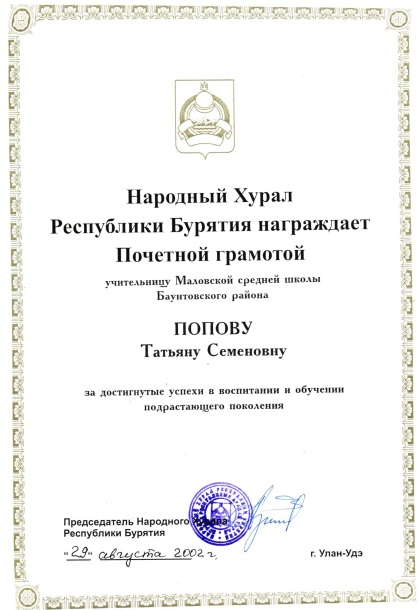 Народный Хурал
Республики Бурятия награждает
Почетной грамотой
учительницу Маловской средней школы
Баунтовского района
ПОПОВУ
Татьяну Семеновну
за достигнутые успехи в воспитании и обучении
подрастающего поколения
Председатель Народного Хурала
Республики Бурятия
"29" августа 2002 г.
г. Улан-Удэ